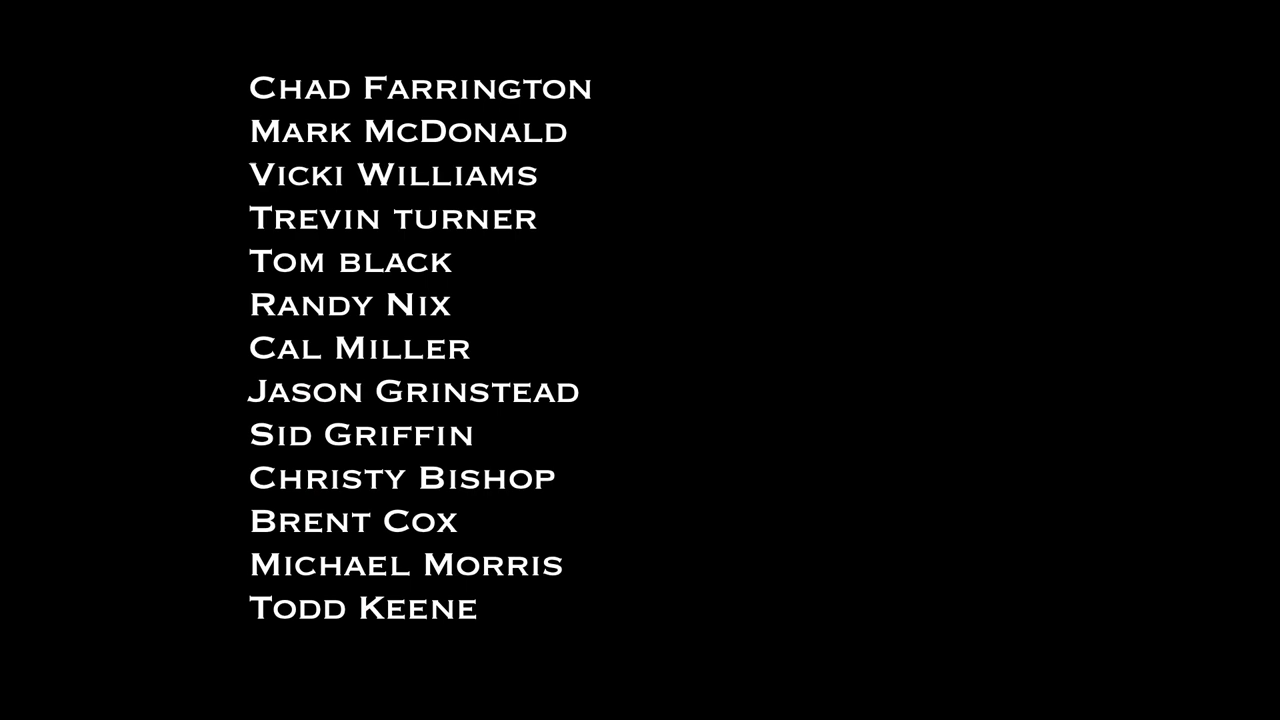 Chad Farrington
Mark McDonald
Vicki Williams
Trevin turner
Tom black
Randy Nix
Cal Miller
Jason Grinstead
Sid Griffin
Christy Bishop
Brent Cox
Michael Morris
Todd Keene